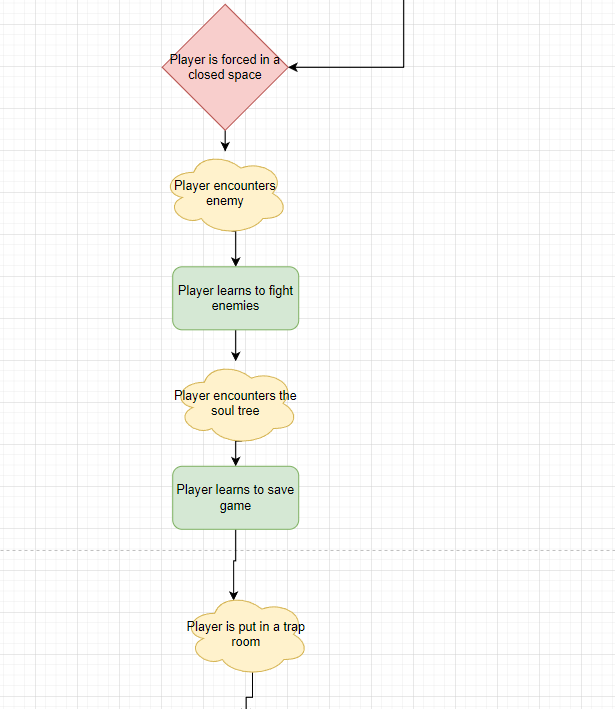 Player is forced in a
closed space
Player encounters
enemy
Player learns to fight
enemies
Player encounters the
soul tree
Player learns to save
game
Player is put in a trap
room